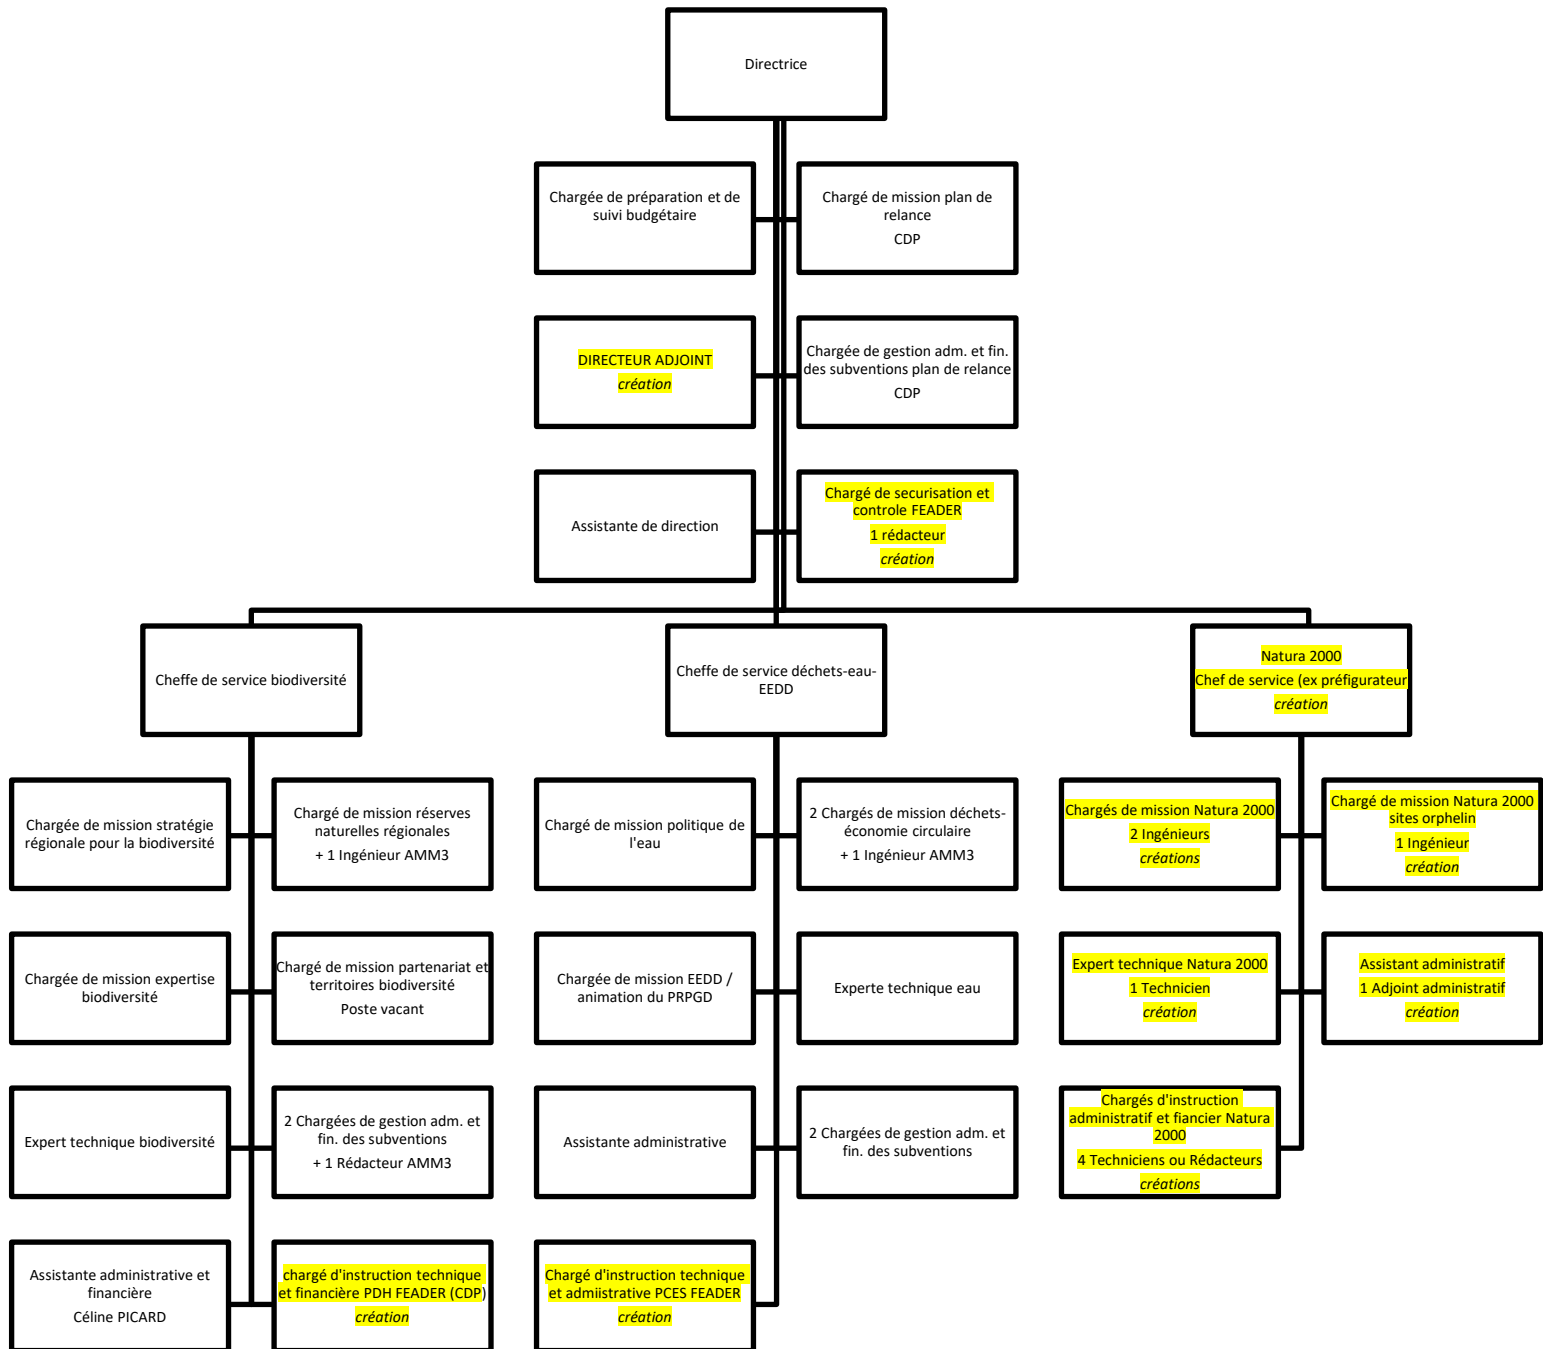 Directrice
Chargée de préparation et de
suivi budgétaire
Chargé de mission plan de
relance
CDP
DIRECTEUR ADJOINT
création
Chargée de gestion adm. et fin.
des subventions plan de relance
CDP
Assistante de direction
Chargé de securisation et
controle FEADER
1 rédacteur
création
Cheffe de service biodiversité
Cheffe de service déchets-eau-
EEDD
Natura 2000
Chef de service (ex préfigurateur
création
Chargée de mission stratégie
régionale pour la biodiversité
Chargé de mission réserves
naturelles régionales
+ 1 Ingénieur AMM3
Chargé de mission politique de
l'eau
2 Chargés de mission déchets-
économie circulaire
+ 1 Ingénieur AMM3
Chargés de mission Natura 2000
2 Ingénieurs
créations
Chargé de mission Natura 2000
sites orphelin
1 Ingénieur
création
Chargée de mission expertise
biodiversité
Chargé de mission partenariat et
territoires biodiversité
Poste vacant
Chargée de mission EEDD /
animation du PRPGD
Experte technique eau
Expert technique Natura 2000
1 Technicien
création
Assistant administratif
1 Adjoint administratif
création
Expert technique biodiversité
2 Chargées de gestion adm. et
fin. des subventions
+ 1 Rédacteur AMM3
Assistante administrative
2 Chargées de gestion adm. et
fin. des subventions
Chargés d'instruction
administratif et fiancier Natura
2000
4 Techniciens ou Rédacteurs
créations
Assistante administrative et
financière
Céline PICARD
chargé d'instruction technique
et financière PDH FEADER (CDP)
création
Chargé d'instruction technique
et admiistrative PCES FEADER
création